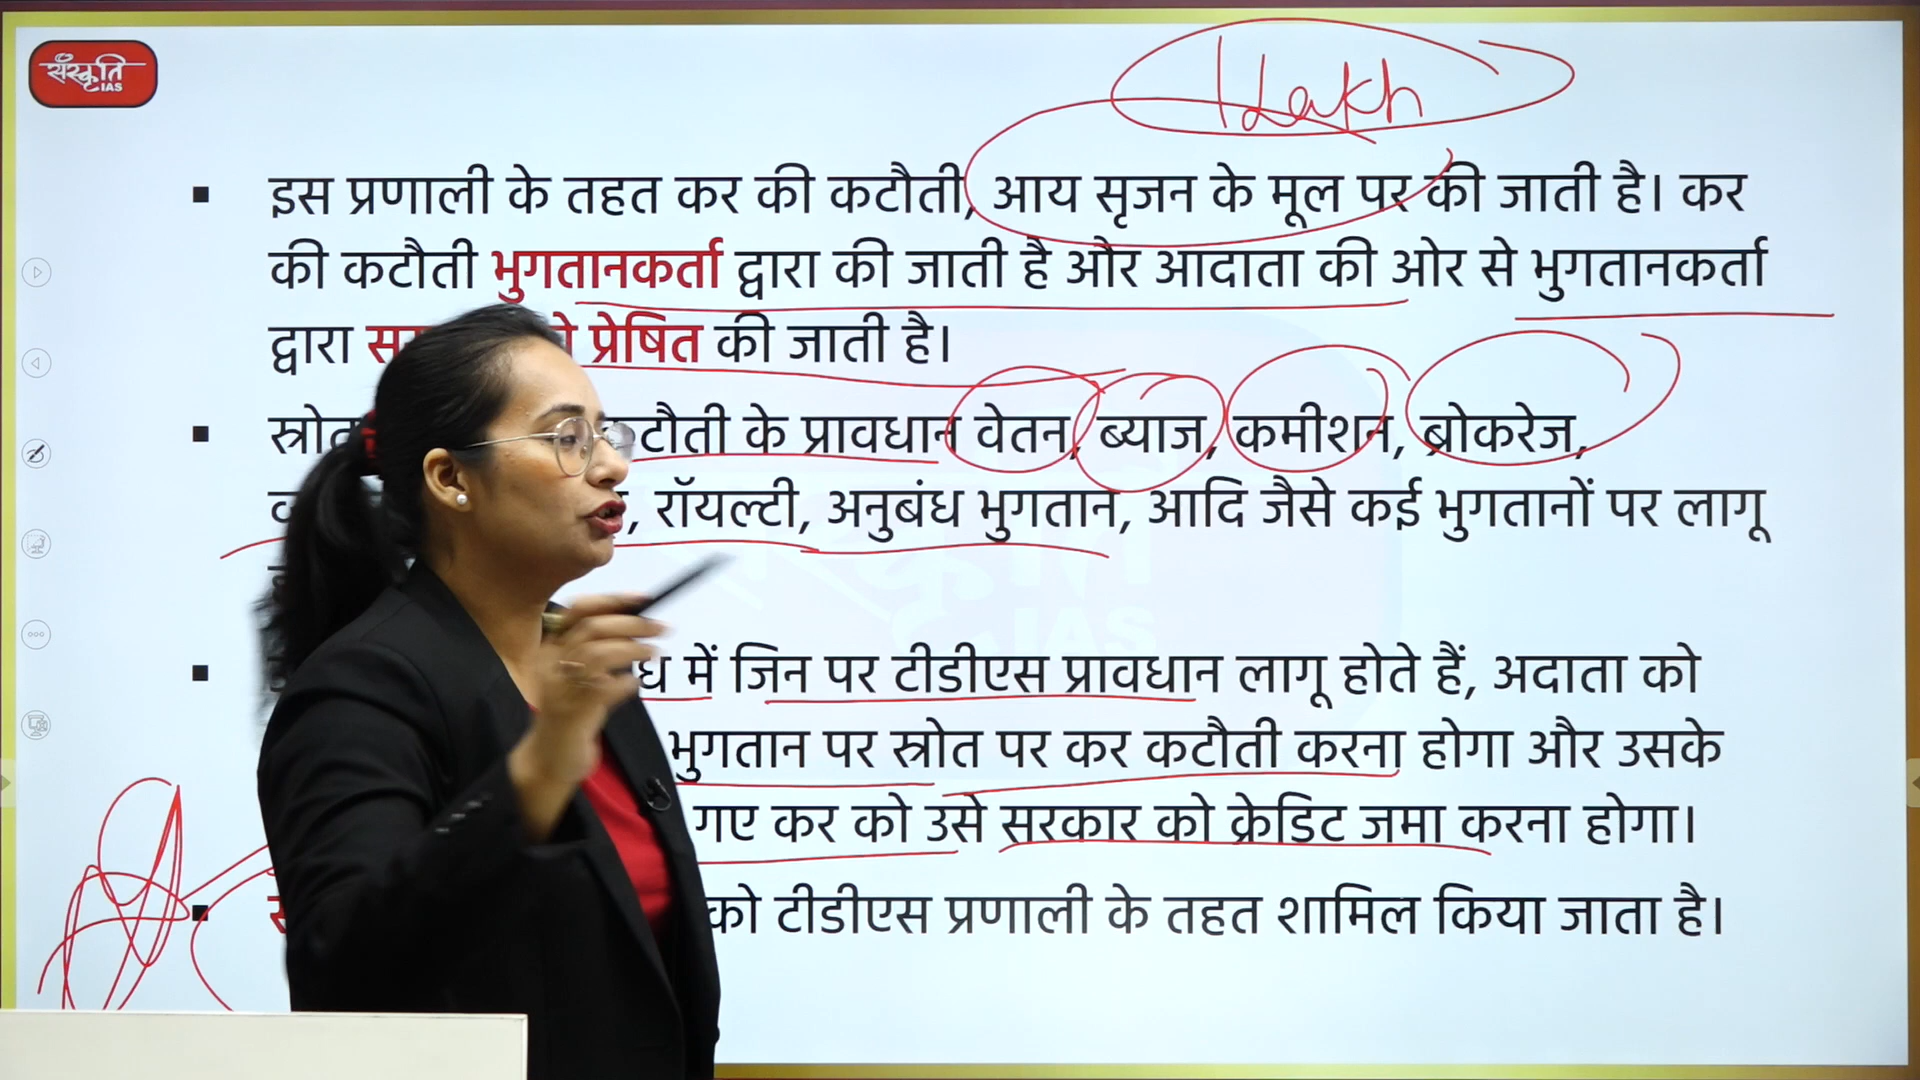 संस्कृति
IAS
1 Lakh
इस प्रणाली के तहत कर की कटौती, आय सृजन के मूल पर की जाती है। कर
की कटौती भुगतानकर्ता द्वारा की जाती है और आदाता की ओर से भुगतानकर्ता
द्वारा प्रेषित की जाती है।
कटौती के प्रावधान वेतन, ब्याज, कमीशन, ब्रोकरेज,
रॉयल्टी, अनुबंध भुगतान, आदि जैसे कई भुगतानों पर लागू
में जिन पर टीडीएस प्रावधान लागू होते हैं, अदाता को
भुगतान पर स्रोत पर कर कटौती करना होगा और उसके
गए कर को उसे सरकार को क्रेडिट जमा करना होगा।
को टीडीएस प्रणाली के तहत शामिल किया जाता है।